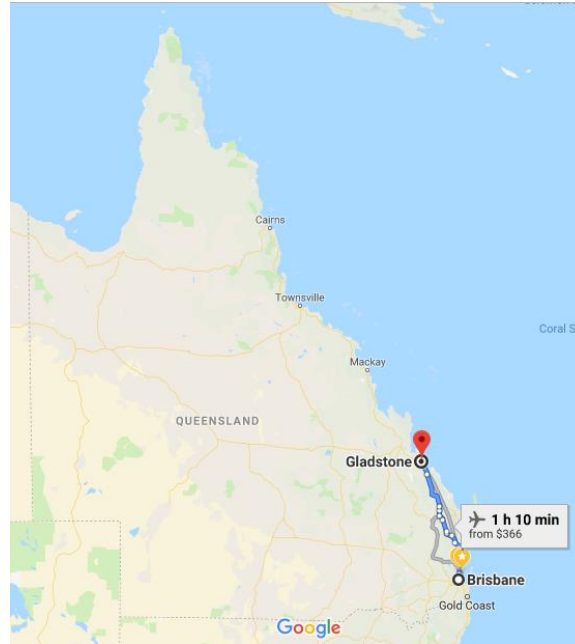 Cairns
Townsville
Coral S
Mackay
QUEENSLAND
Gladstone
1 h 10 min
from $366
Brisbane
Gold Coast
Google